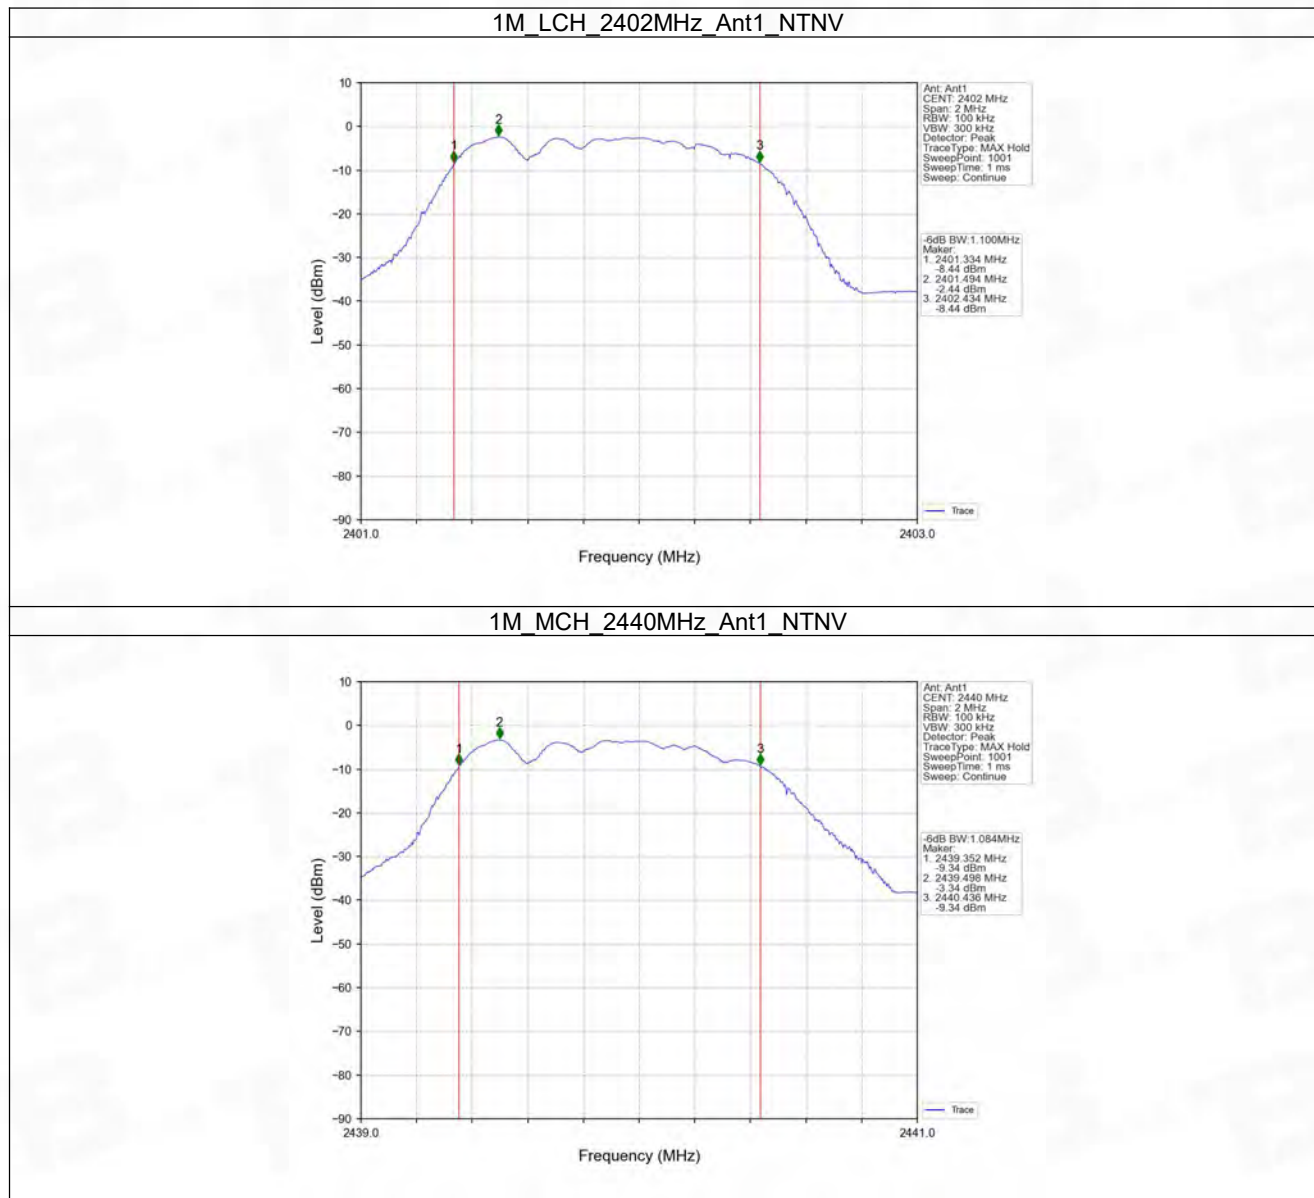 1M_LCH_2402MHz_Ant1_NTNV
10
0
−10
−20
−30
−40
−50
−60
−70
−80
−90
Level (dBm)
1
2
3
2401.0
2403.0
Frequency (MHz)
Ant: Ant1
CENT: 2402 MHz
Span: 2 MHz
RBW: 100 kHz
VBW: 300 kHz
Detector: Peak
TraceType: MAX Hold
SweepPoint: 1001
SweepTime: 1 ms
Sweep: Continue
-6dB BW:1.100MHz
Maker:
1. 2401.334 MHz
-8.44 dBm
2. 2401.494 MHz
-2.44 dBm
3. 2402.434 MHz
-8.44 dBm
Trace
1M_MCH_2440MHz_Ant1_NTNV
10
0
−10
−20
−30
−40
−50
−60
−70
−80
−90
Level (dBm)
1
2
3
2439.0
2441.0
Frequency (MHz)
Ant: Ant1
CENT: 2440 MHz
Span: 2 MHz
RBW: 100 kHz
VBW: 300 kHz
Detector: Peak
TraceType: MAX Hold
SweepPoint: 1001
SweepTime: 1 ms
Sweep: Continue
-6dB BW:1.084MHz
Maker:
1. 2439.352 MHz
-9.34 dBm
2. 2439.498 MHz
-3.34 dBm
3. 2440.436 MHz
-9.34 dBm
Trace